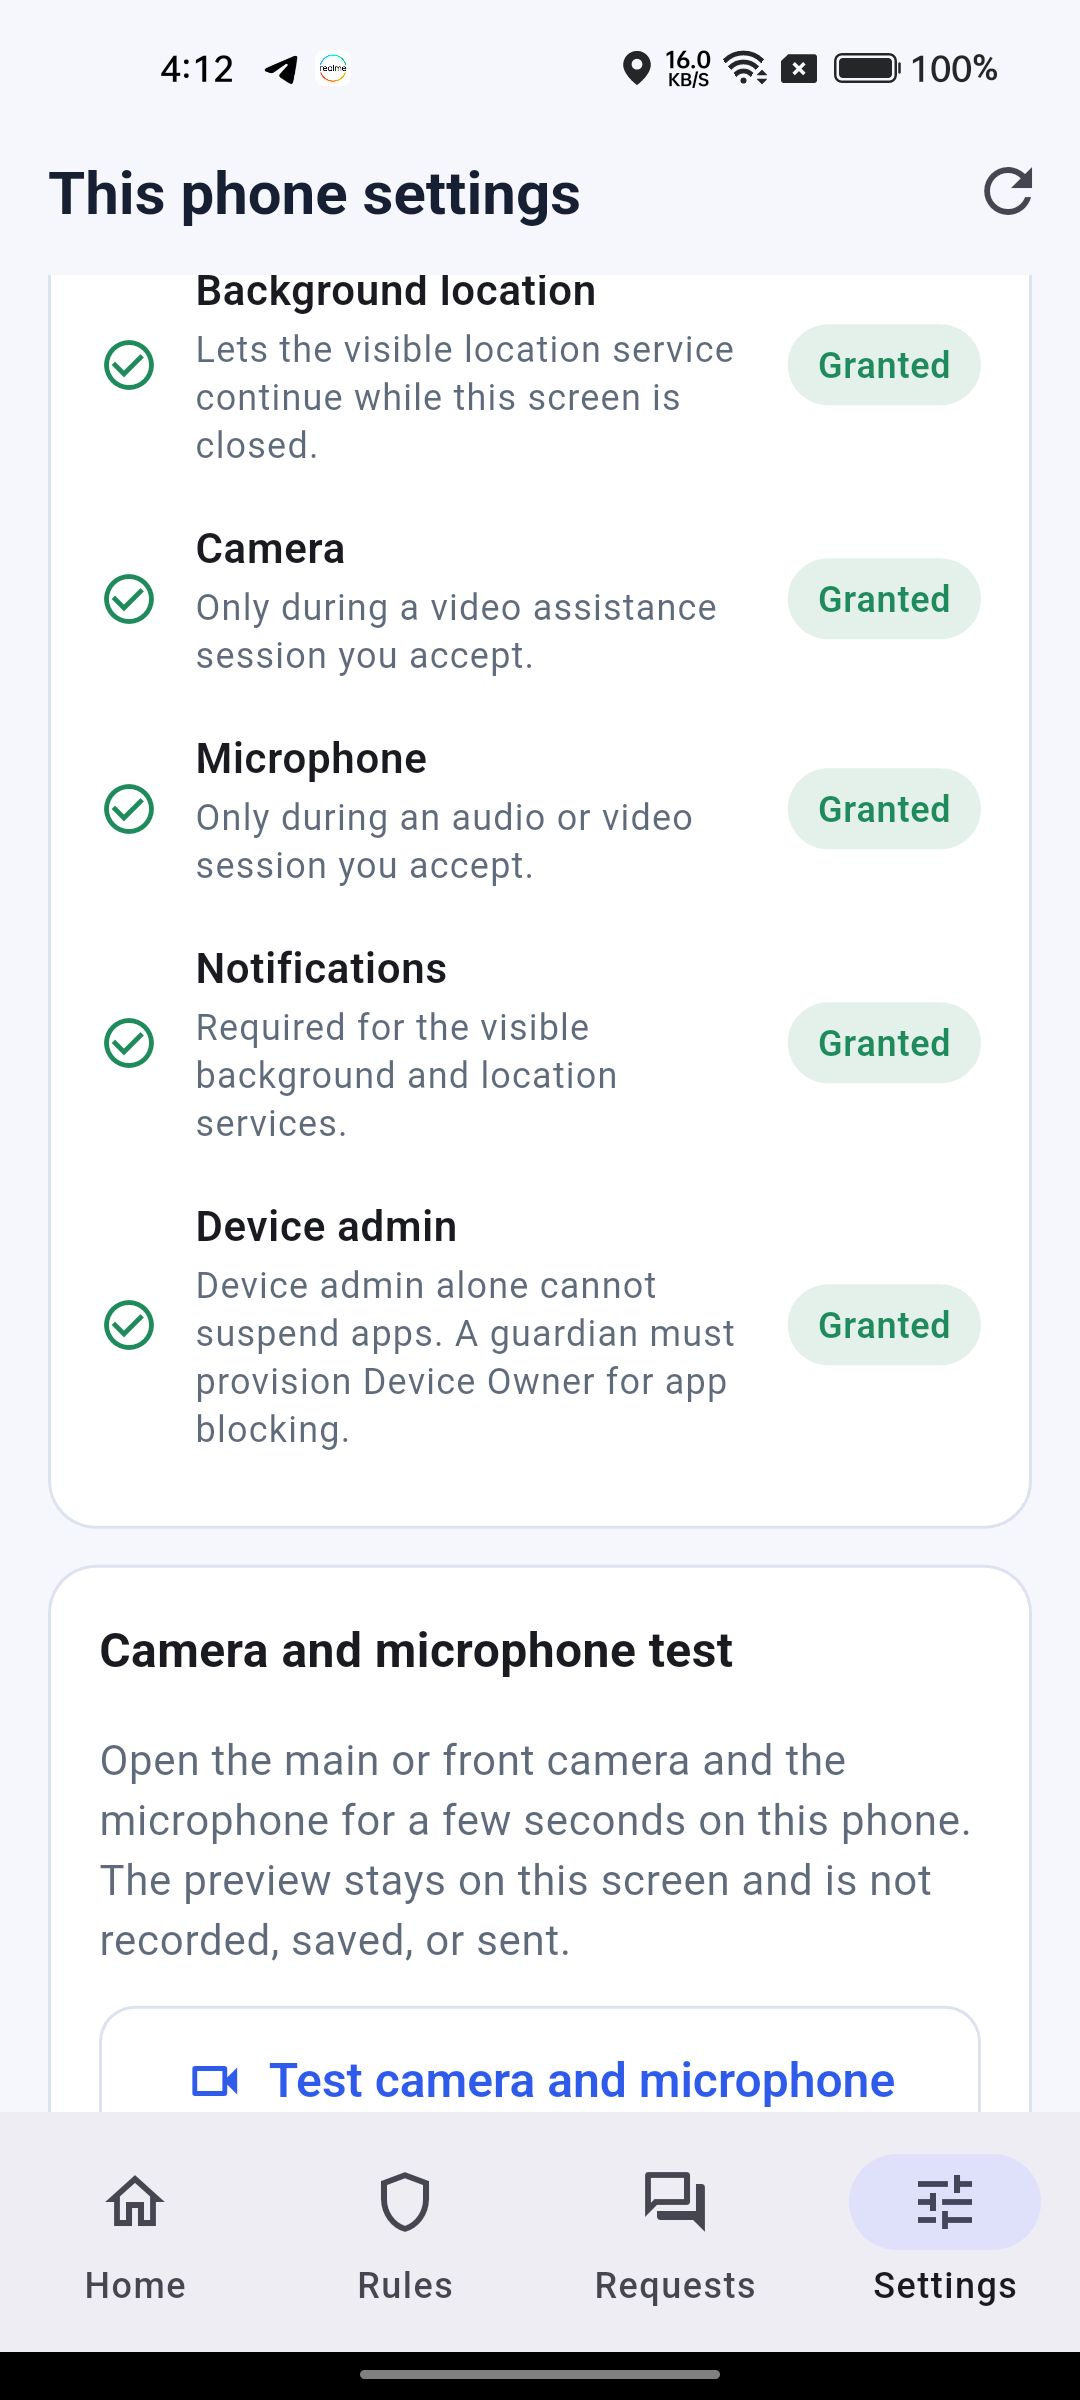 4:12
realme
16.0
KB/S
100%
This phone settings
Background location
Lets the visible location service
continue while this screen is
closed.
Granted
Camera
Only during a video assistance
session you accept.
Granted
Microphone
Only during an audio or video
session you accept.
Granted
Notifications
Required for the visible
background and location
services.
Granted
Device admin
Device admin alone cannot
suspend apps. A guardian must
provision Device Owner for app
blocking.
Granted
Camera and microphone test
Open the main or front camera and the
microphone for a few seconds on this phone.
The preview stays on this screen and is not
recorded, saved, or sent.
Test camera and microphone
Home
Rules
Requests
Settings